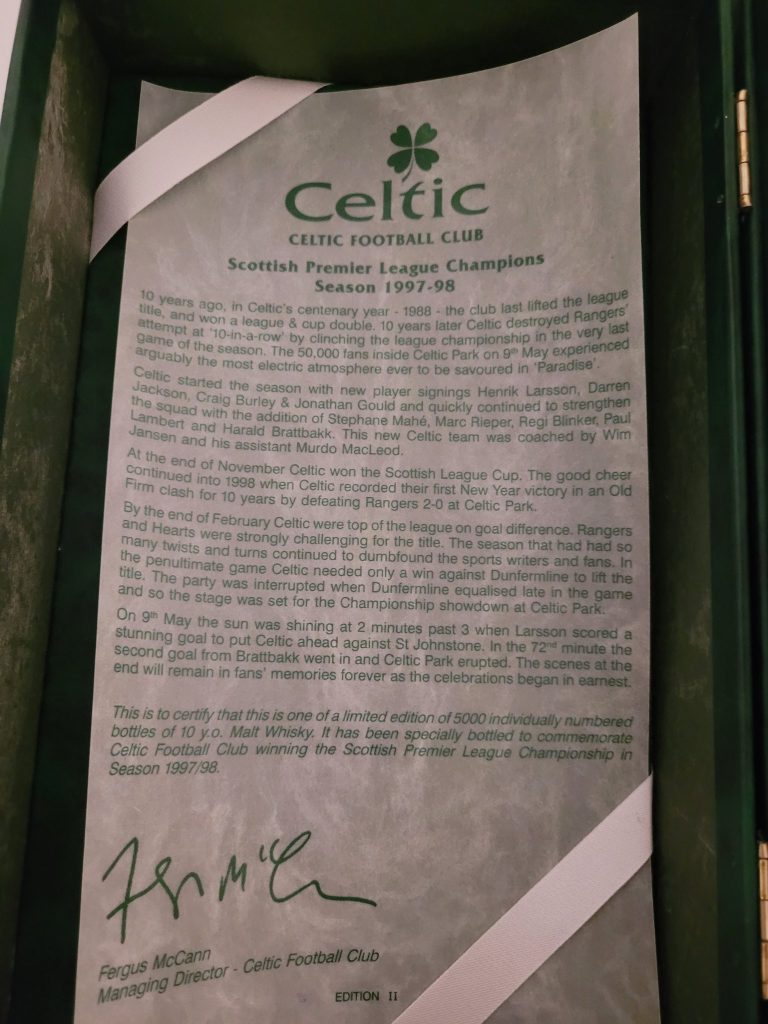 Celtic
CELTIC FOOTBALL CLUB
Scottish Premier League Champions
Season 1997-98
10 years ago, in Celtic's centenary year - 1988 - the club last lifted the league
title, and won a league & cup double. 10 years later Celtic destroyed Rangers'
attempt at '10-in-a-row' by clinching the league championship in the very last
game of the season. The 50,000 fans inside Celtic Park on 9th May experienced
arguably the most electric atmosphere ever to be savoured in 'Paradise'.
Celtic started the season with new player signings Henrik Larsson, Darren
Jackson, Craig Burley & Jonathan Gould and quickly continued to strengthen
the squad with the addition of Stephane Mahé, Marc Rieper, Regi Blinker, Paul
Lambert and Harald Brattbakk. This new Celtic team was coached by Wim
Jansen and his assistant Murdo MacLeod.
At the end of November Celtic won the Scottish League Cup. The good cheer
continued into 1998 when Celtic recorded their first New Year victory in an Old
Firm clash for 10 years by defeating Rangers 2-0 at Celtic Park.
By the end of February Celtic were top of the league on goal difference. Rangers
and Hearts were strongly challenging for the title. The season that had had so
many twists and turns continued to dumbfound the sports writers and fans. In
the penultimate game Celtic needed only a win against Dunfermline to lift the
title. The party was interrupted when Dunfermline equalised late in the game
and so the stage was set for the Championship showdown at Celtic Park.
On 9th May the sun was shining at 2 minutes past 3 when Larsson scored a
stunning goal to put Celtic ahead against St Johnstone. In the 72nd minute the
second goal from Brattbakk went in and Celtic Park erupted. The scenes at the
end will remain in fans' memories forever as the celebrations began in earnest.
This is to certify that this is one of a limited edition of 5000 individually numbered
bottles of 10 y.o. Malt Whisky. It has been specially bottled to commemorate
Celtic Football Club winning the Scottish Premier League Championship in
Season 1997/98.
Fergus McCann
Managing Director - Celtic Football Club
EDITION II